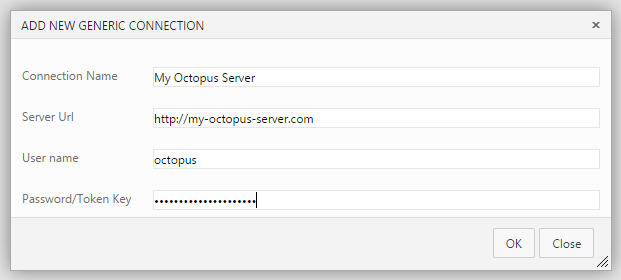 ADD NEW GENERIC CONNECTION ×
Connection Name My Octopus Server
Server Url http://my-octopus-server.com
User name octopus
Password/Token Key •••••••••••••••••••••
OK Close